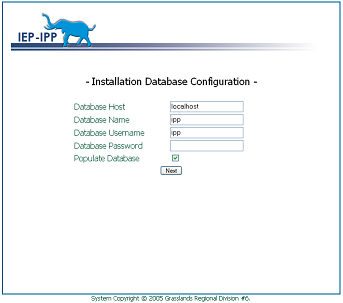 IEP-IPP
- Installation Database Configuration -
Database Host localhost
Database Name ipp
Database Username ipp
Database Password
Populate Database
Next
System Copyright © 2005 Grasslands Regional Division #6.